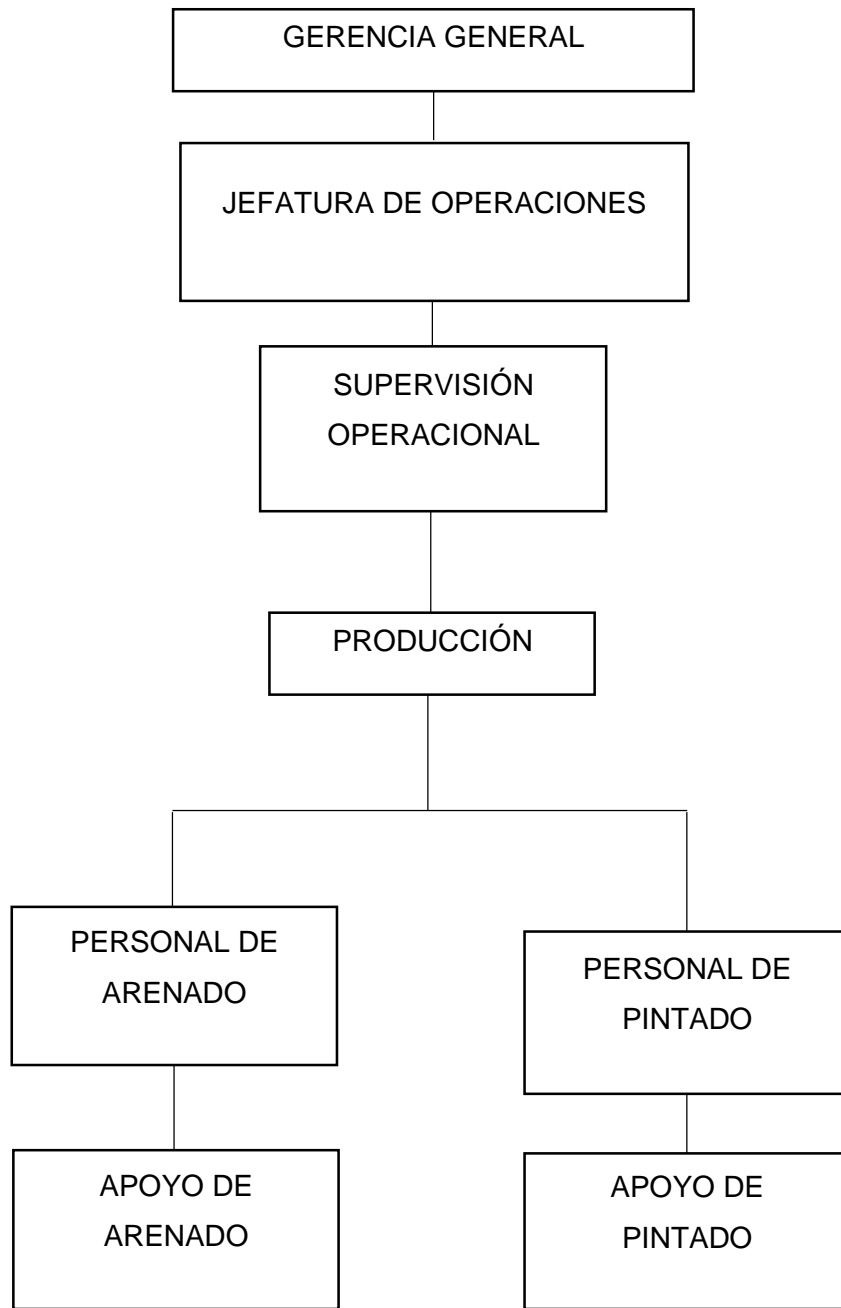 GERENCIA GENERAL
JEFATURA DE OPERACIONES
SUPERVISIÓN
OPERACIONAL
PRODUCCIÓN
PERSONAL DE
ARENADO
PERSONAL DE
PINTADO
APOYO DE
ARENADO
APOYO DE
PINTADO